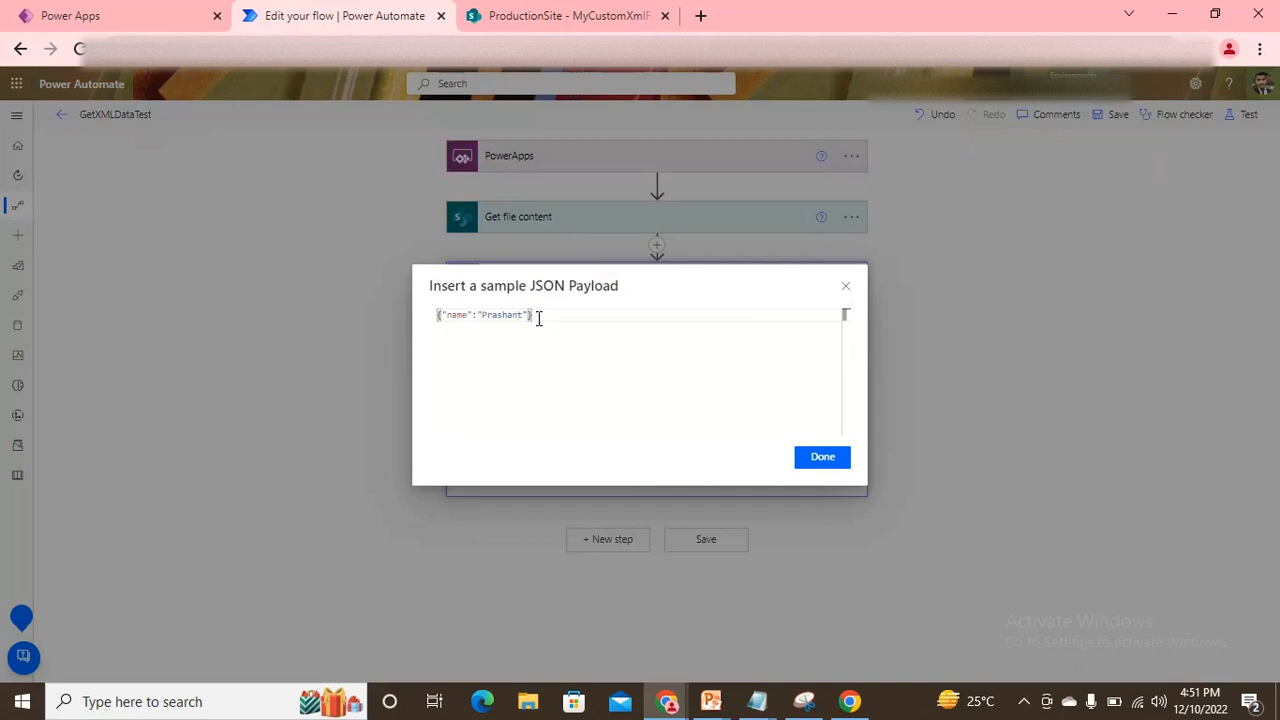 Power Apps
Edit your flow | Power Automate
ProductionSite - MyCustomXmlF
Power Automate
Search
GetXMLDataTest
Undo
Redo
Comments
Save
Flow checker
Test
PowerApps
Get file content
Insert a sample JSON Payload
{"name":"Prashant"}
Done
+ New step
Save
Activate Windows
Go to Settings to activate Windows.
Type here to search
25°C
4:51 PM
12/10/2022
2